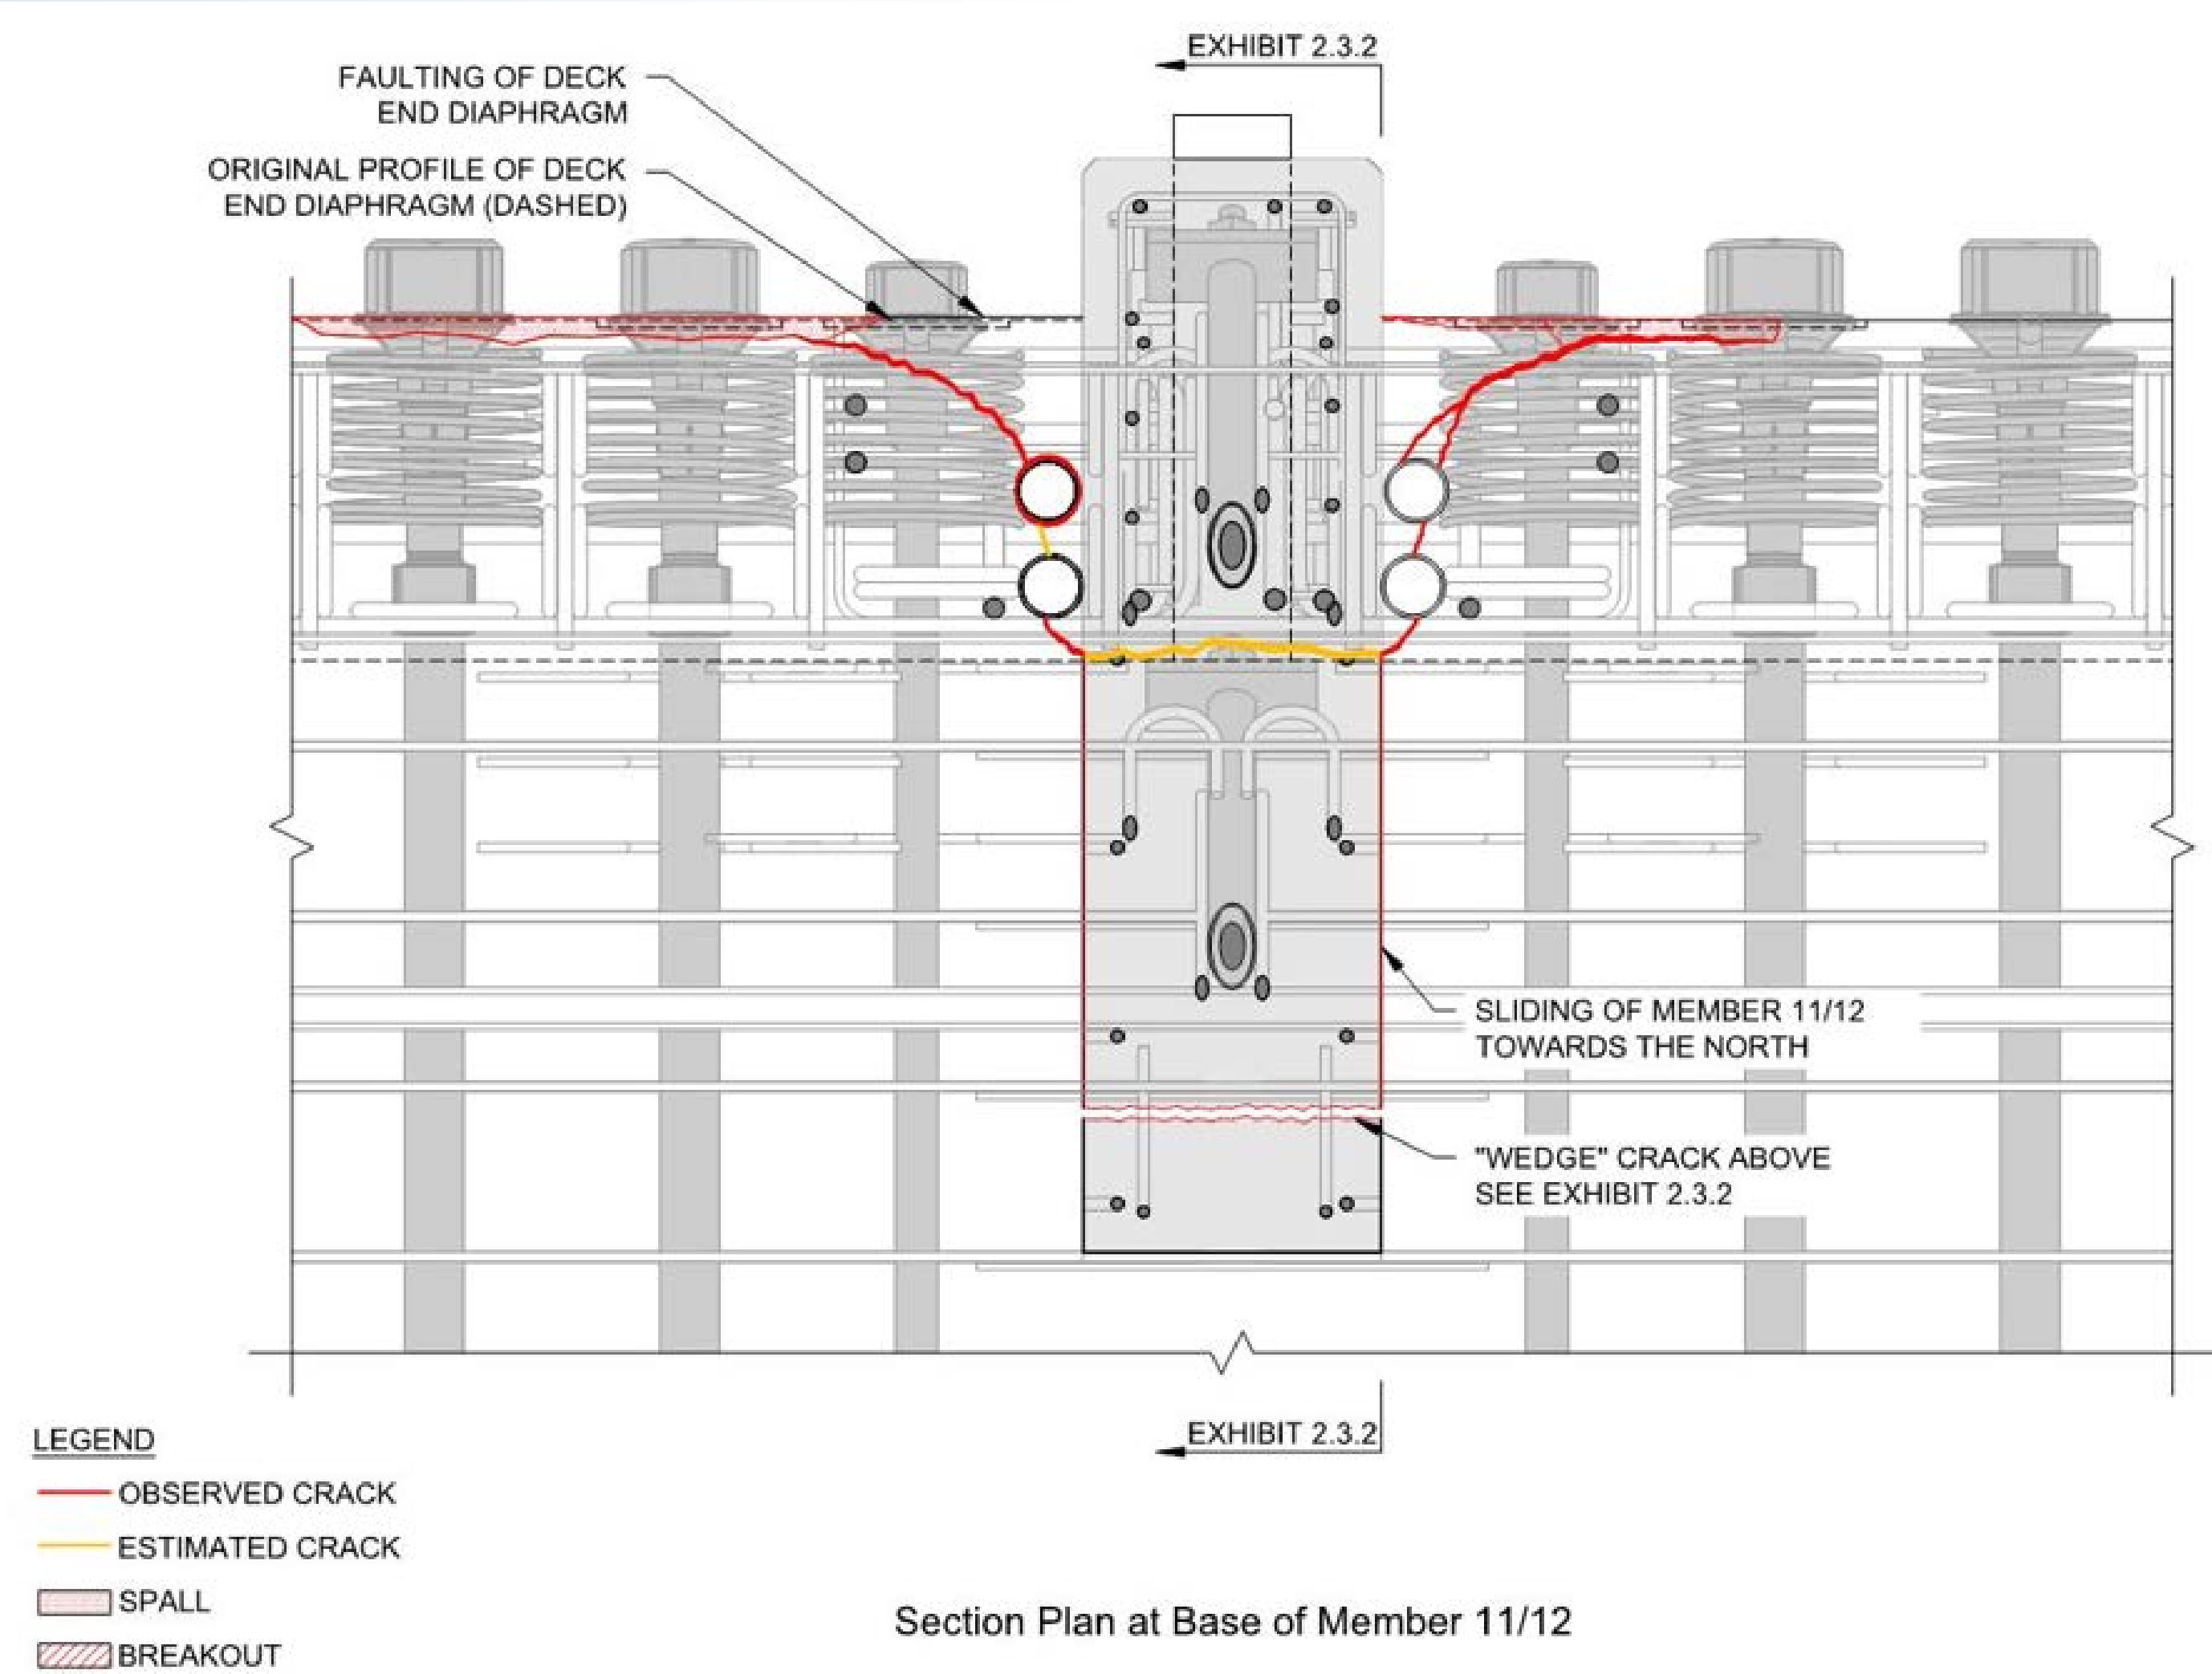 EXHIBIT 2.3.2
FAULTING OF DECK
END DIAPHRAGM
ORIGINAL PROFILE OF DECK
END DIAPHRAGM (DASHED)
SLIDING OF MEMBER 11/12
TOWARDS THE NORTH
"WEDGE" CRACK ABOVE
SEE EXHIBIT 2.3.2
EXHIBIT 2.3.2
LEGEND
OBSERVED CRACK
ESTIMATED CRACK
SPALL
BREAKOUT
Section Plan at Base of Member 11/12